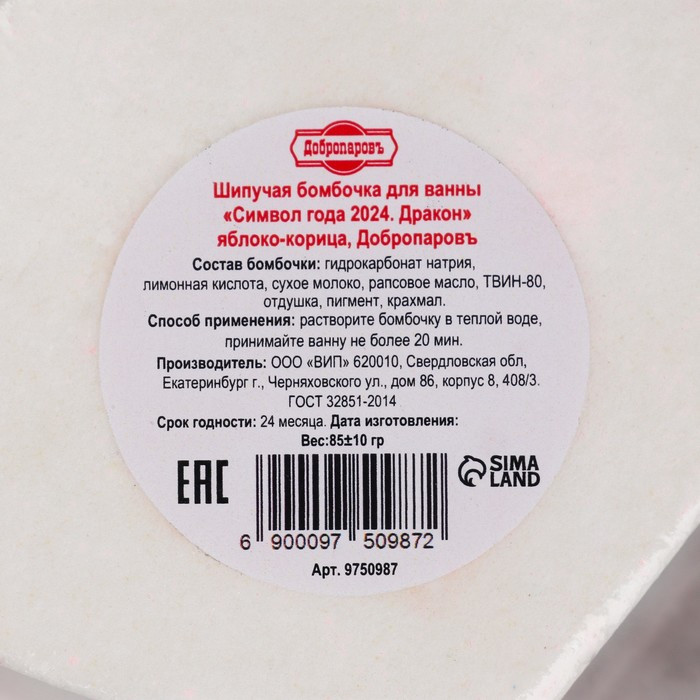 Добропаровъ
Шипучая бомбочка для ванны
«Символ года 2024. Дракон»
яблоко-корица, Добропаровъ
Состав бомбочки: гидрокарбонат натрия,
лимонная кислота, сухое молоко, рапсовое масло, ТВИН-80,
отдушка, пигмент, крахмал.
Способ применения: растворите бомбочку в теплой воде,
принимайте ванну не более 20 мин.
Производитель: ООО «ВИП» 620010, Свердловская обл,
Екатеринбург г., Черняховского ул., дом 86, корпус 8, 408/3.
ГОСТ 32851-2014
Срок годности: 24 месяца. Дата изготовления:
Вес:85±10 гр
EAC
SIMA
LAND
6 900097 509872
Арт. 9750987